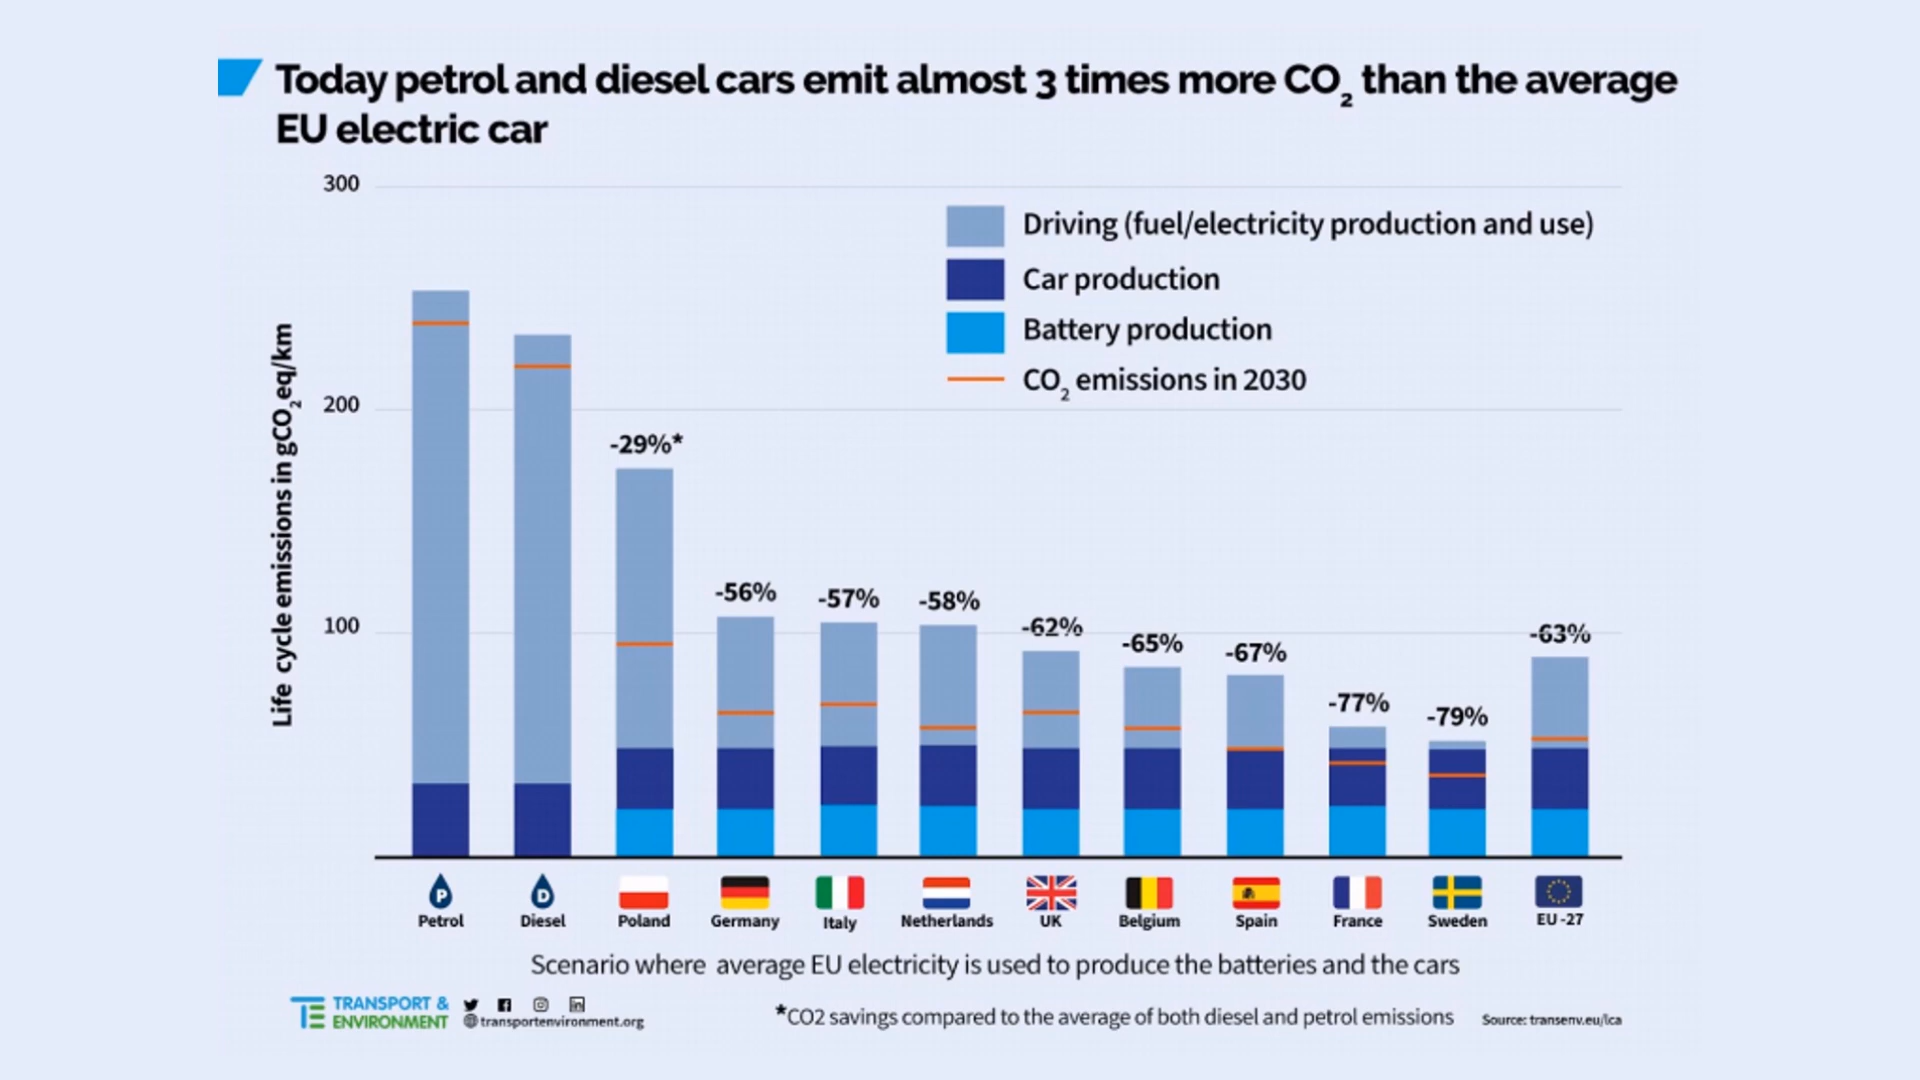 Today petrol and diesel cars emit almost 3 times more CO₂ than the average
EU electric car
300
200
100
Life cycle emissions in gCO₂eq/km
Driving (fuel/electricity production and use)
Car production
Battery production
CO₂ emissions in 2030
-29%*
-56%
-57%
-58%
-62%
-65%
-67%
-77%
-79%
-63%
P
D
Petrol
Diesel
Poland
Germany
Italy
Netherlands
UK
Belgium
Spain
France
Sweden
EU -27
Scenario where average EU electricity is used to produce the batteries and the cars
TRANSPORT &
ENVIRONMENT
transportenvironment.org
*CO2 savings compared to the average of both diesel and petrol emissions
Source: transenv.eu/lca